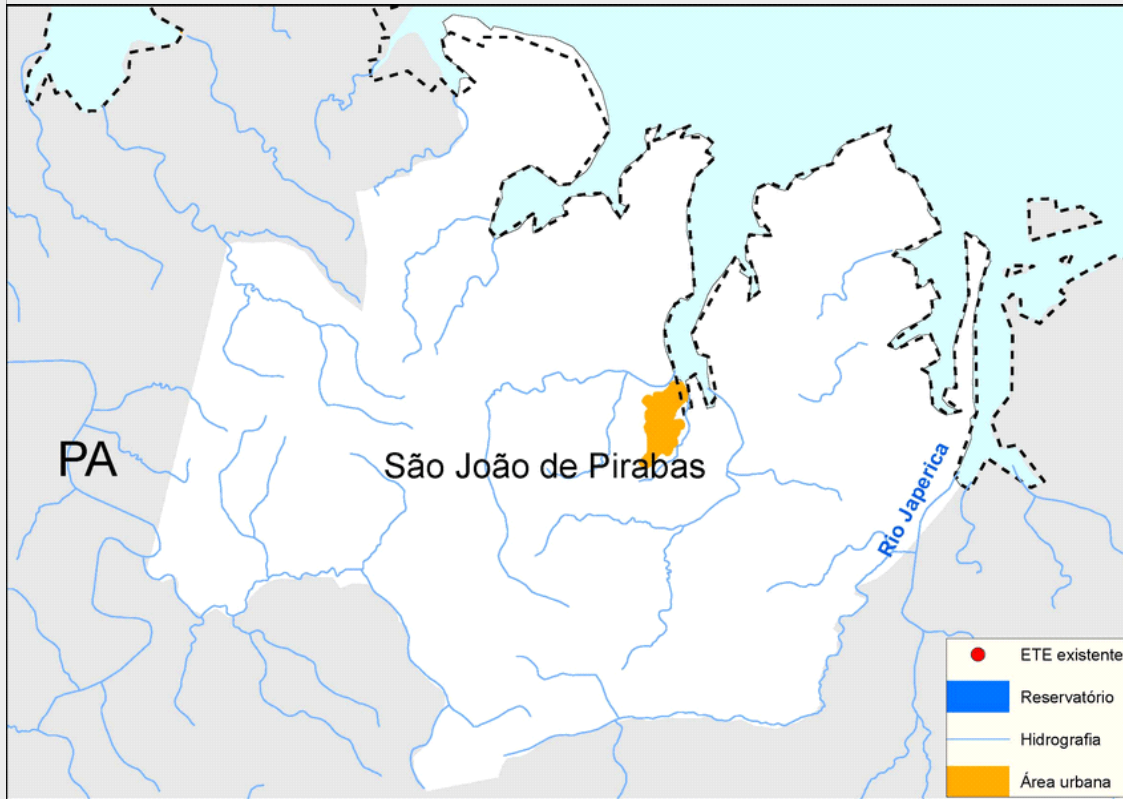 PA
São João de Pirabas
Rio Japerica
ETE existente
Reservatório
Hidrografia
Área urbana